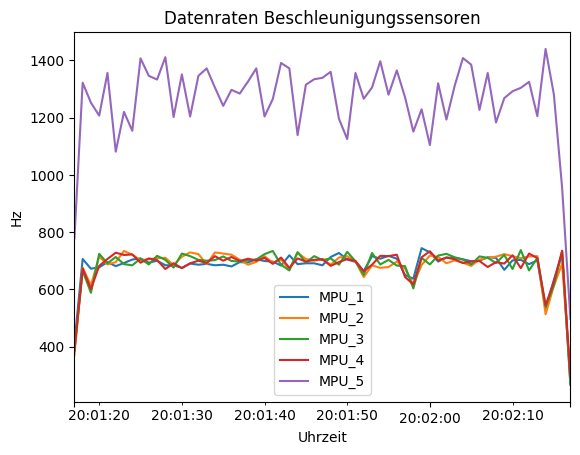 Datenraten Beschleunigungssensoren
1400
1200
1000
800
600
400
Hz
MPU_1
MPU_2
MPU_3
MPU_4
MPU_5
20:01:20 20:01:30 20:01:40 20:01:50 20:02:00 20:02:10
Uhrzeit